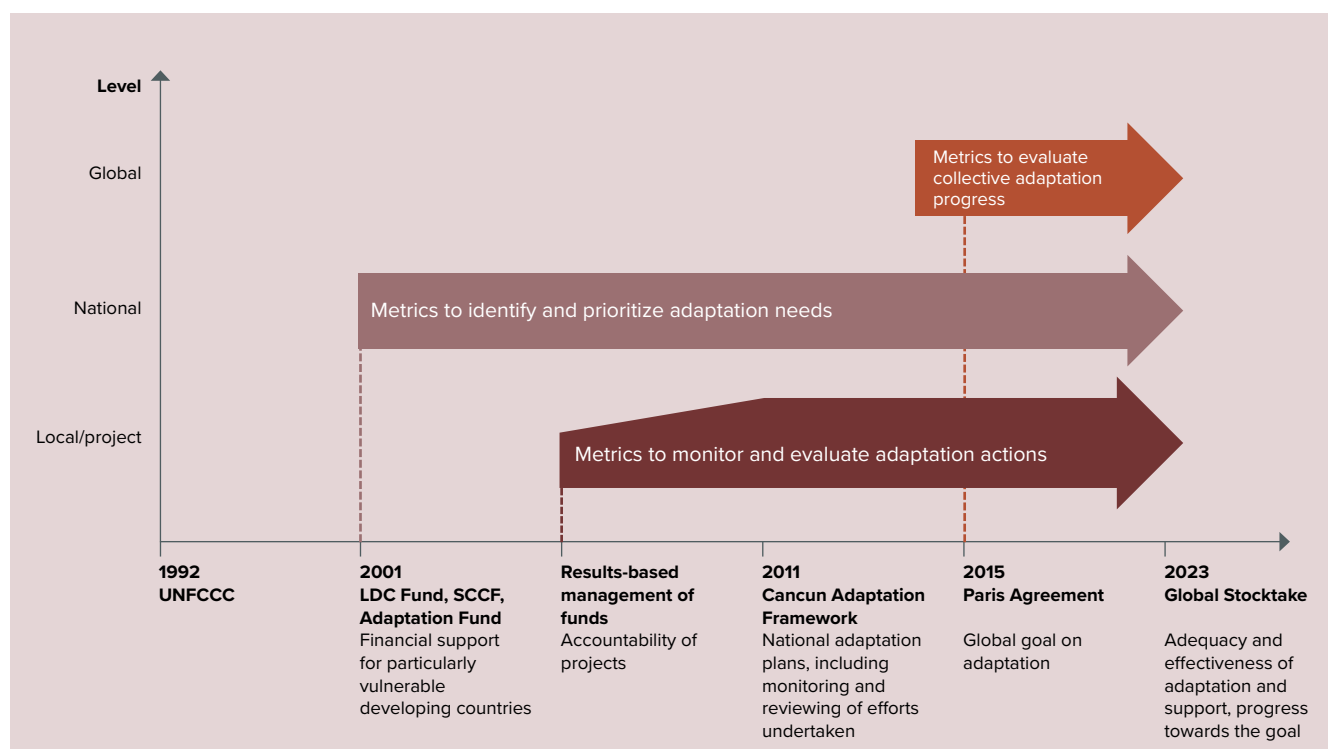 Level
Global
Metrics to evaluate
collective adaptation
progress
National
Metrics to identify and prioritize adaptation needs
Local/project
Metrics to monitor and evaluate adaptation actions
1992
UNFCCC
2001
LDC Fund, SCCF,
Adaptation Fund
Financial support
for particularly
vulnerable
developing countries
Results-based
management of
funds
Accountability of
projects
2011
Cancun Adaptation
Framework
National adaptation
plans, including
monitoring and
reviewing of efforts
undertaken
2015
Paris Agreement
Global goal on
adaptation
2023
Global Stocktake
Adequacy and
effectiveness of
adaptation and
support, progress
towards the goal